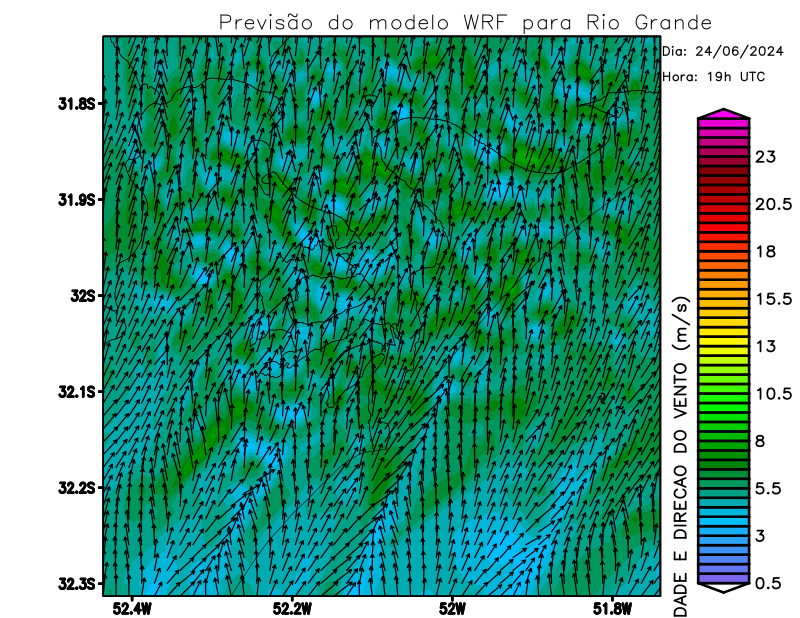 Previsão do modelo WRF para Rio Grande
Dia: 24/06/2024
Hora: 19h UTC
31.8S
31.9S
32S
32.1S
32.2S
32.3S
52.4W
52.2W
52W
51.8W
23
20.5
18
15.5
13
10.5
8
5.5
3
0.5
DADE E DIRECAO DO VENTO (m/s)